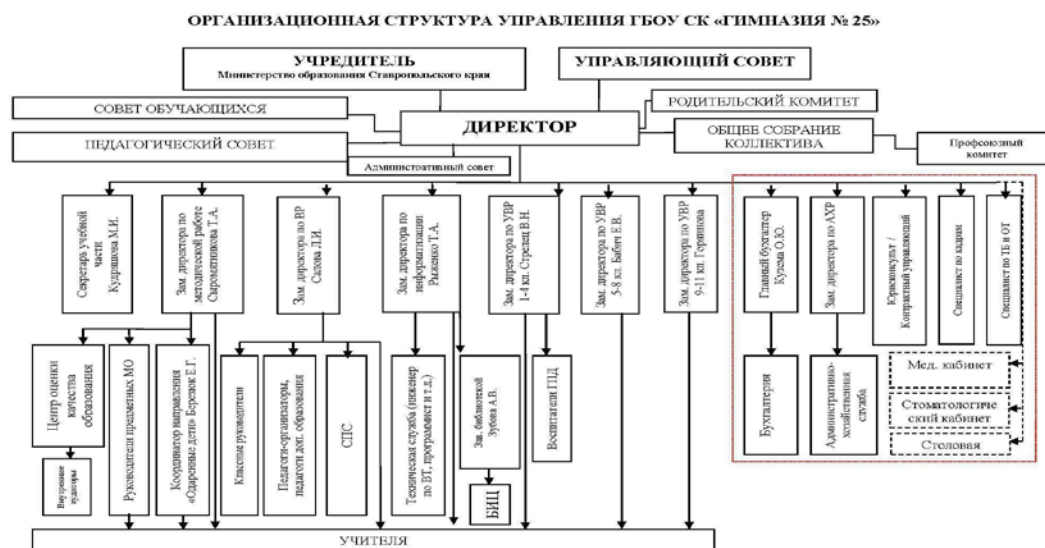 ОРГАНИЗАЦИОННАЯ СТРУКТУРА УПРАВЛЕНИЯ ГБОУ СК «ГИМНАЗИЯ № 25»
УЧРЕДИТЕЛЬ
Министерство образования Ставропольского края
УПРАВЛЯЮЩИЙ СОВЕТ
СОВЕТ ОБУЧАЮЩИХСЯ
РОДИТЕЛЬСКИЙ КОМИТЕТ
ДИРЕКТОР
ПЕДАГОГИЧЕСКИЙ СОВЕТ
ОБЩЕЕ СОБРАНИЕ
КОЛЛЕКТИВА
Профсоюзный
комитет
Административный совет
Секретарь учебной
части
Кудряшова М.И.
Зам. директора по
методической работе
Сыромятникова Т.А.
Зам. директора по ВР
Салова Л.И.
Зам. директора по
информатизации
Рыженко Т.А.
Зам. директора по УВР
1-4 кл. Стрелец В.Н.
Зам. директора по УВР
5-8 кл. Бабич Е.В.
Зам. директора по УВР
9-11 кл. Горяинова
Главный бухгалтер
О.Ю.
Зам. директора по АХР
Юрисконсульт /
Контрактный управляющий
Специалист по кадрам
Специалист по ТБ и ОТ
Центр оценки
качества
образования
Внутренние
аудиторы
Руководители предметных МО
Координатор направления
«Одаренные дети» Березюк Е.Г.
Классные руководители
Педагоги-организаторы,
педагоги доп. образования
СПС
Техническая служба (инженер
по ВТ, программист и т.д.)
Зав. библиотекой
Зубова А.В.
БИЦ
Воспитатели ГПД
Бухгалтерия
Административно-
хозяйственная
служба
Мед. кабинет
Стоматологиче
ский кабинет
Столовая
УЧИТЕЛЯ